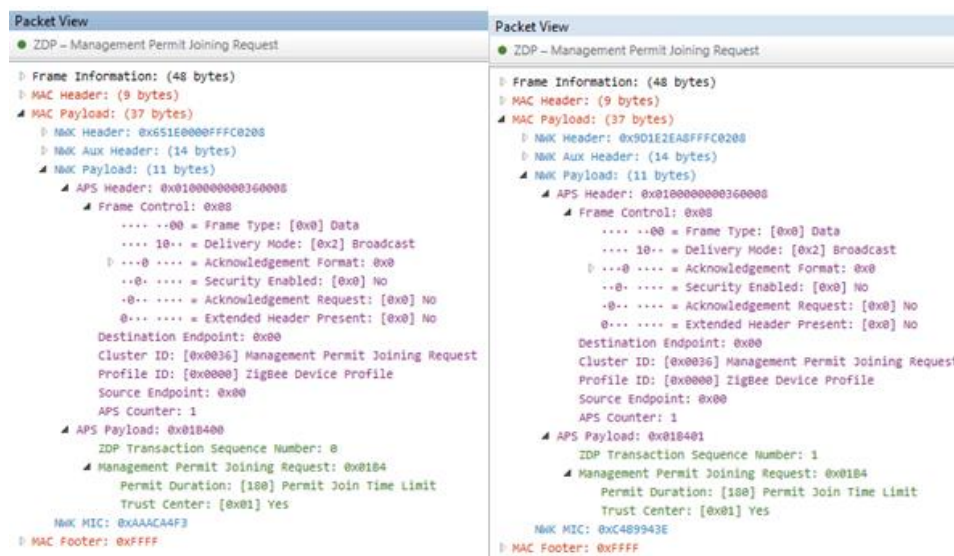 Packet View
ZDP – Management Permit Joining Request
Frame Information: (48 bytes)
MAC Header: (9 bytes)
MAC Payload: (37 bytes)
NWK Header: 0x651E0000FFFC0208
NWK Aux Header: (14 bytes)
NWK Payload: (11 bytes)
APS Header: 0x0100000000360008
Frame Control: 0x08
···· ··00 = Frame Type: [0x0] Data
···· 10·· = Delivery Mode: [0x2] Broadcast
···0 ···· = Acknowledgement Format: 0x0
··0· ···· = Security Enabled: [0x0] No
·0·· ···· = Acknowledgement Request: [0x0] No
0··· ···· = Extended Header Present: [0x0] No
Destination Endpoint: 0x00
Cluster ID: [0x0036] Management Permit Joining Request
Profile ID: [0x0000] ZigBee Device Profile
Source Endpoint: 0x00
APS Counter: 1
APS Payload: 0x01B400
ZDP Transaction Sequence Number: 0
Management Permit Joining Request: 0x01B4
Permit Duration: [180] Permit Join Time Limit
Trust Center: [0x01] Yes
NWK MIC: 0xAAACA4F3
MAC Footer: 0xFFFF
Packet View
ZDP – Management Permit Joining Request
Frame Information: (48 bytes)
MAC Header: (9 bytes)
MAC Payload: (37 bytes)
NWK Header: 0x9D1E2EA8FFFC0208
NWK Aux Header: (14 bytes)
NWK Payload: (11 bytes)
APS Header: 0x0100000000360008
Frame Control: 0x08
···· ··00 = Frame Type: [0x0] Data
···· 10·· = Delivery Mode: [0x2] Broadcast
···0 ···· = Acknowledgement Format: 0x0
··0· ···· = Security Enabled: [0x0] No
·0·· ···· = Acknowledgement Request: [0x0] No
0··· ···· = Extended Header Present: [0x0] No
Destination Endpoint: 0x00
Cluster ID: [0x0036] Management Permit Joining Request
Profile ID: [0x0000] ZigBee Device Profile
Source Endpoint: 0x00
APS Counter: 1
APS Payload: 0x01B401
ZDP Transaction Sequence Number: 1
Management Permit Joining Request: 0x01B4
Permit Duration: [180] Permit Join Time Limit
Trust Center: [0x01] Yes
NWK MIC: 0xC489943E
MAC Footer: 0xFFFF